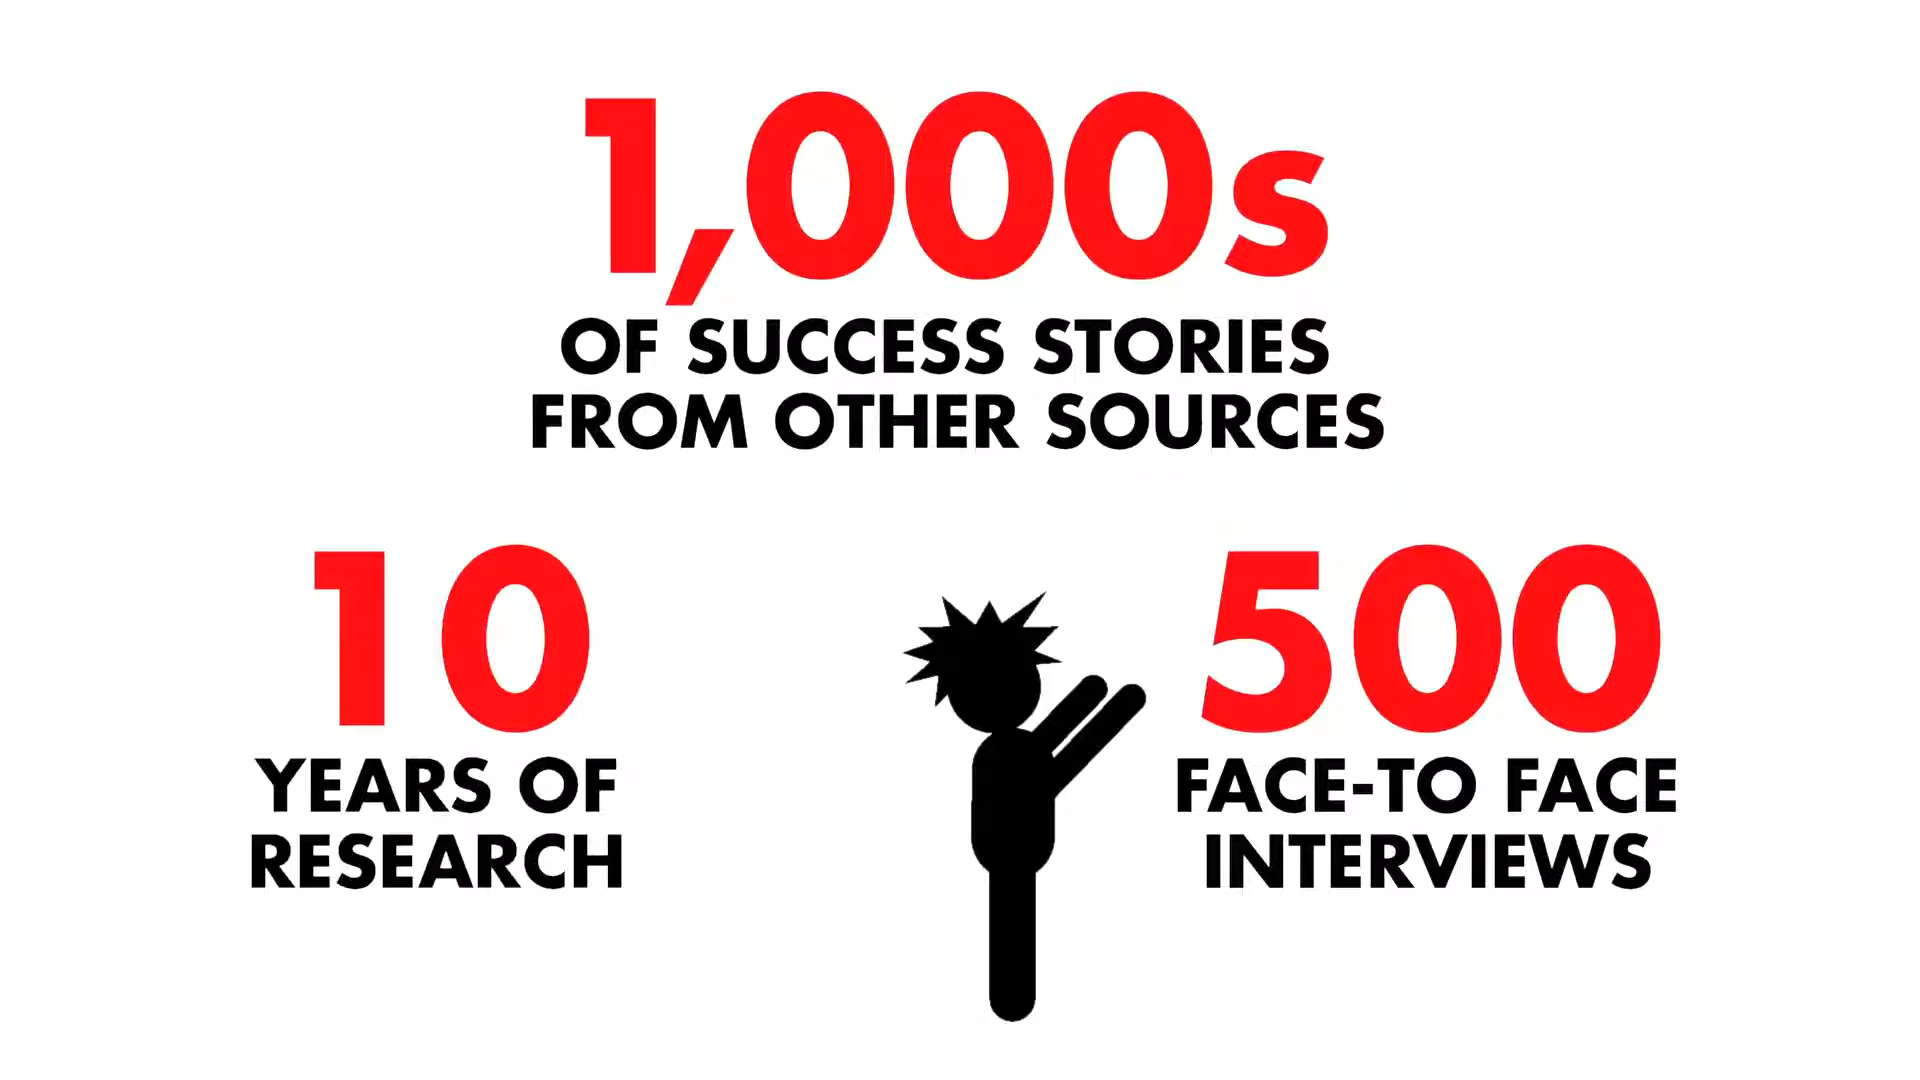 1,000s
OF SUCCESS STORIES
FROM OTHER SOURCES
10
YEARS OF
RESEARCH
500
FACE-TO FACE
INTERVIEWS